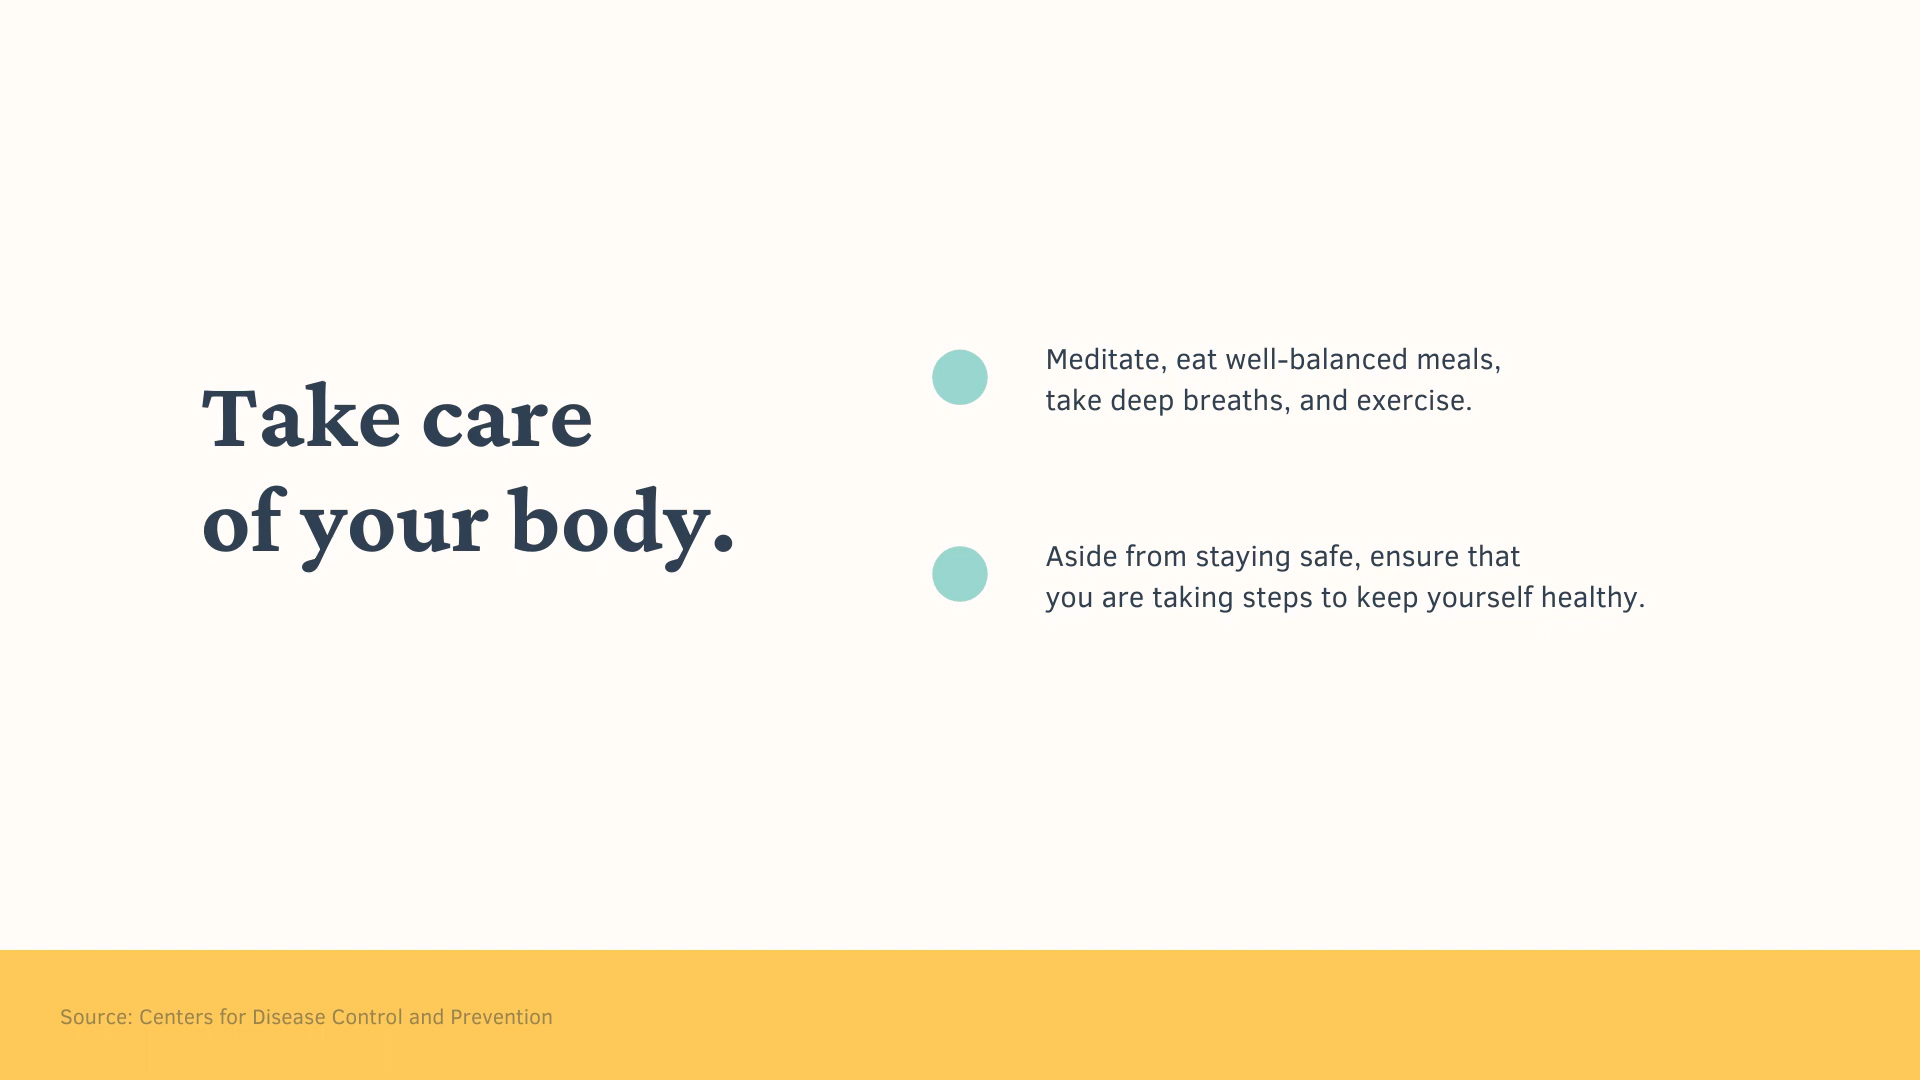 Take care
of your body.
Meditate, eat well-balanced meals,
take deep breaths, and exercise.
Aside from staying safe, ensure that
you are taking steps to keep yourself healthy.
Source: Centers for Disease Control and Prevention